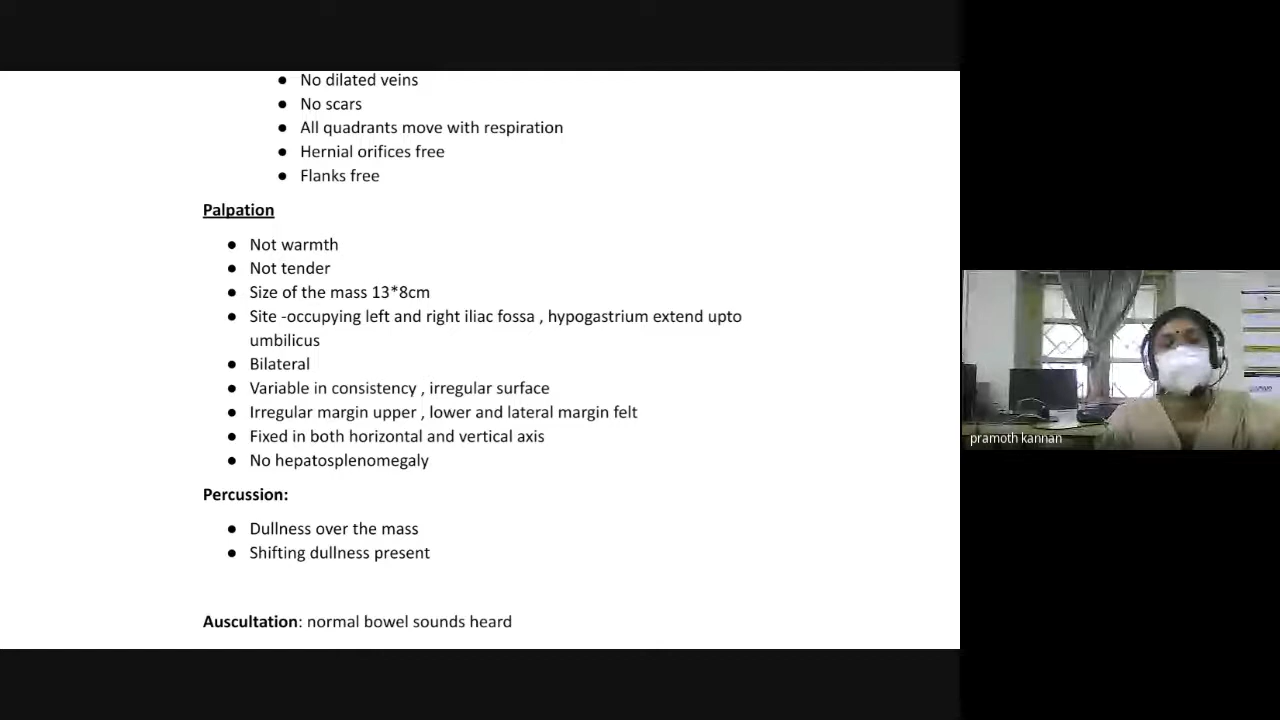 ● No dilated veins
● No scars
● All quadrants move with respiration
● Hernial orifices free
● Flanks free
Palpation
● Not warmth
● Not tender
● Size of the mass 13*8cm
● Site -occupying left and right iliac fossa , hypogastrium extend upto
umbilicus
● Bilateral
● Variable in consistency , irregular surface
● Irregular margin upper , lower and lateral margin felt
● Fixed in both horizontal and vertical axis
● No hepatosplenomegaly
Percussion:
● Dullness over the mass
● Shifting dullness present
Auscultation: normal bowel sounds heard
pramoth kannan